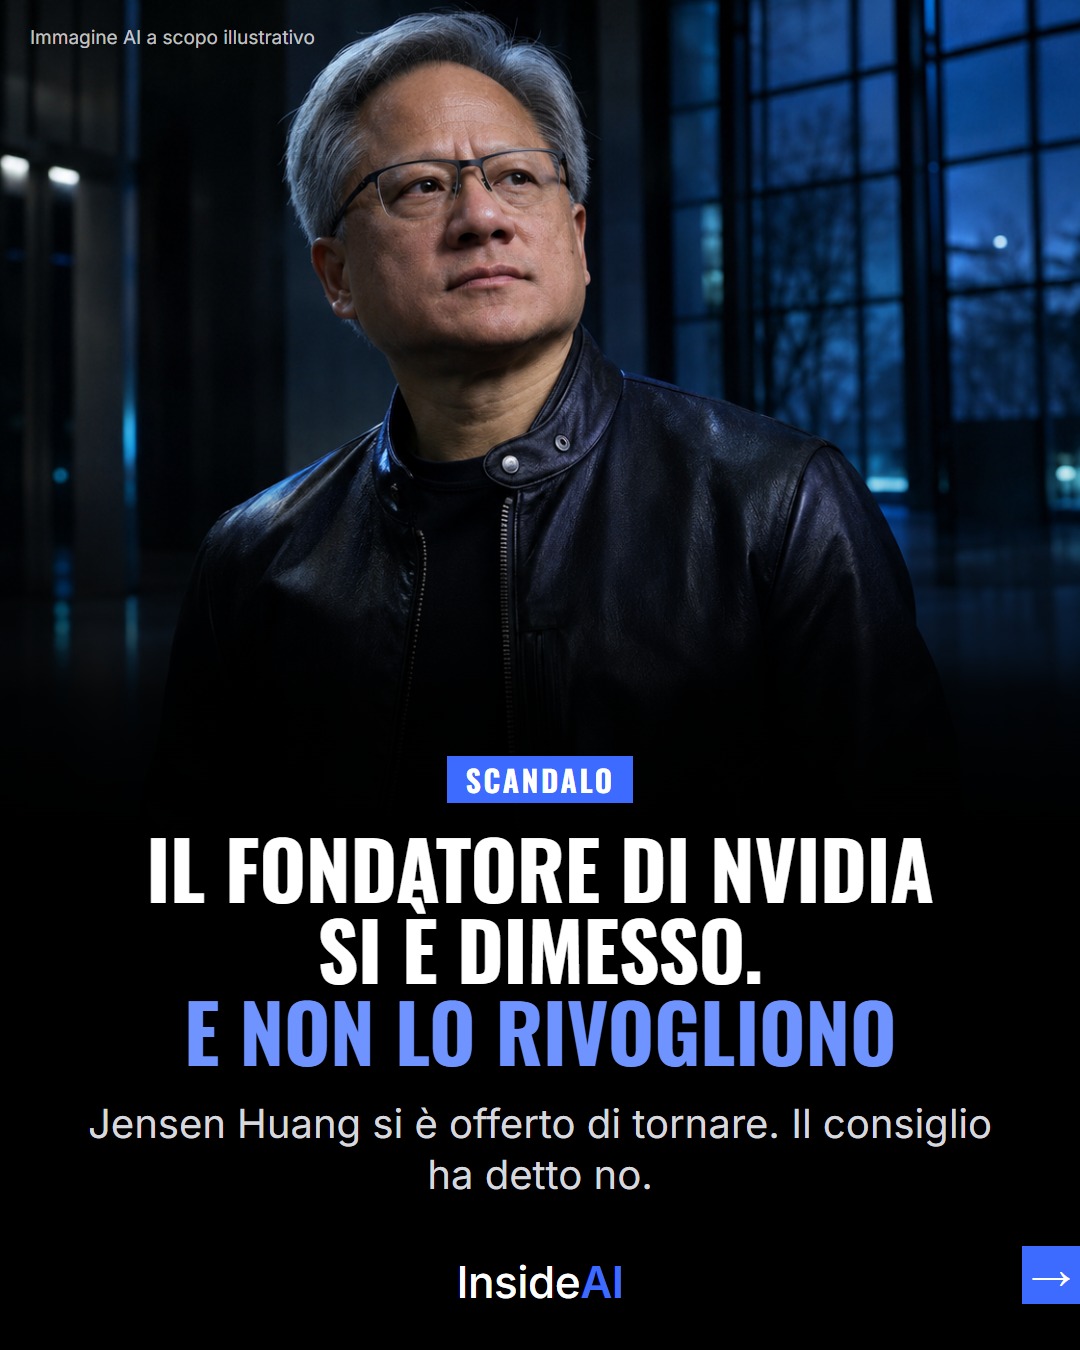 Immagine AI a scopo illustrativo
SCANDALO
IL FONDATORE DI NVIDIA
SI È DIMESSO.
E NON LO RIVOGLIONO
Jensen Huang si è offerto di tornare. Il consiglio
ha detto no.
InsideAI
→